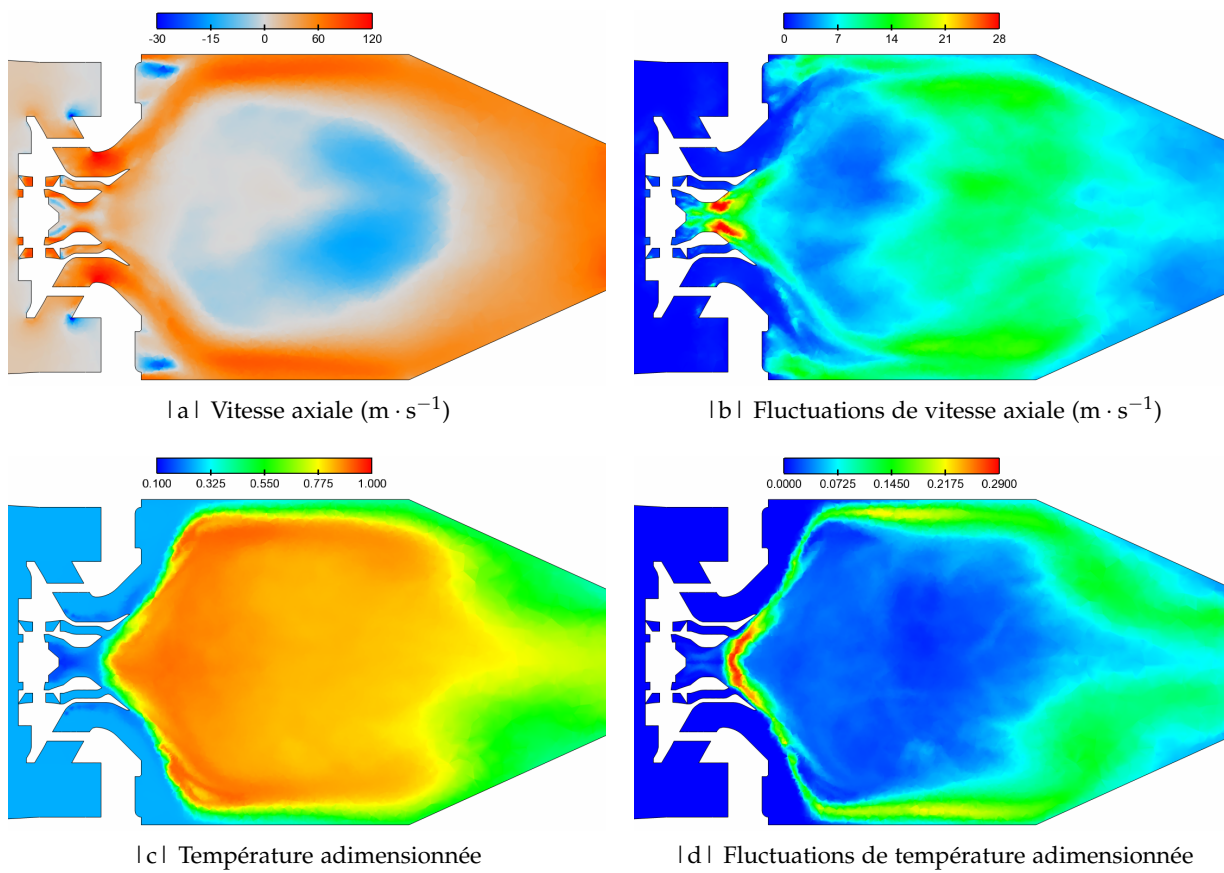 -30 -15 0 60 120
0 7 14 21 28
|a| Vitesse axiale (m · s⁻¹)
|b| Fluctuations de vitesse axiale (m · s⁻¹)
0.100 0.325 0.550 0.775 1.000
0.0000 0.0725 0.1450 0.2175 0.2900
|c| Température adimensionnée
|d| Fluctuations de température adimensionnée